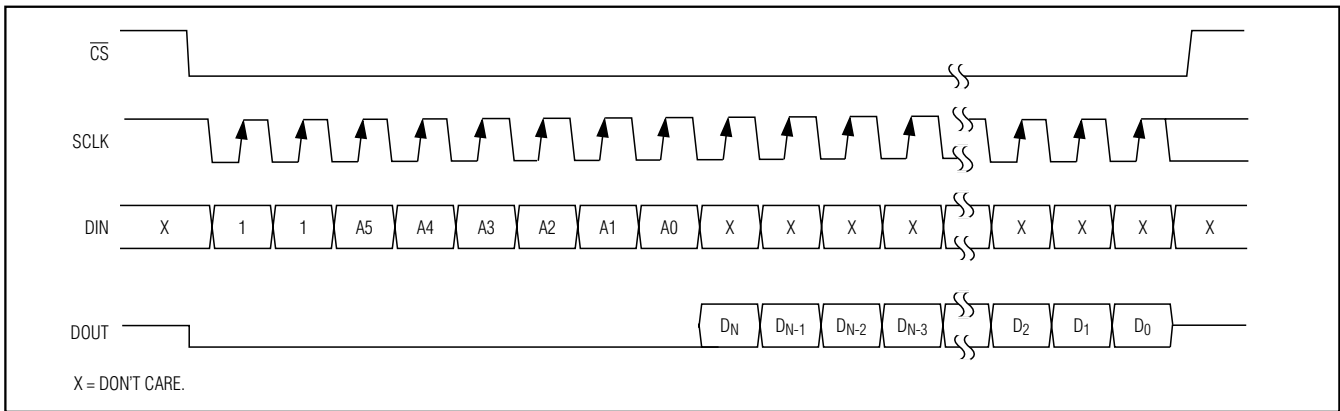 CS
SCLK
DIN X 1 1 A5 A4 A3 A2 A1 A0 X X X X X X X X
DOUT DN DN-1 DN-2 DN-3 D2 D1 D0
X = DON'T CARE.